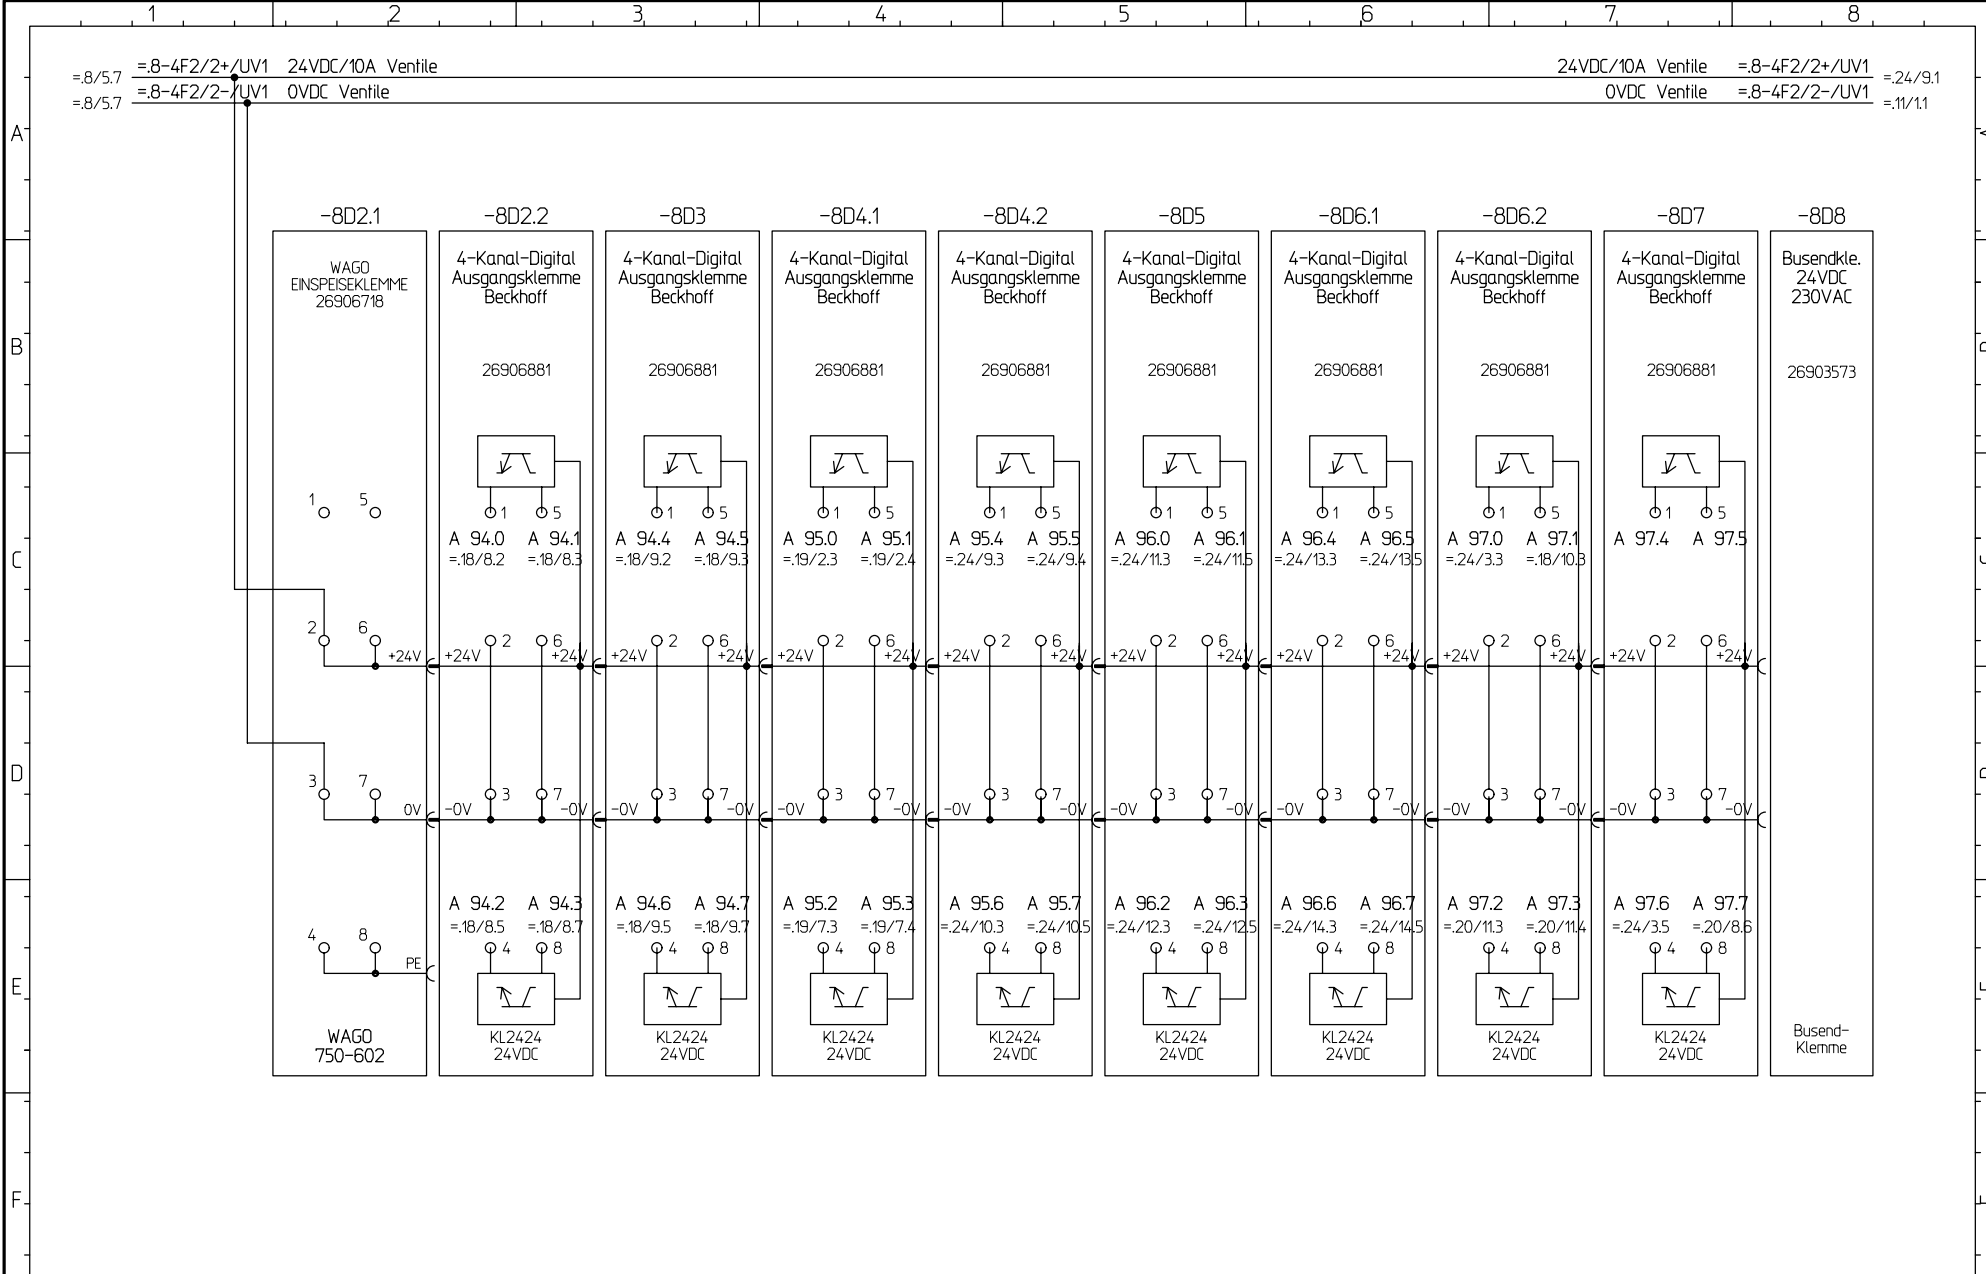 1 2 3 4 5 6 7 8
=.8/5.7 =.8-4F2/2+/UV1 24VDC/10A Ventile 24VDC/10A Ventile =.8-4F2/2+/UV1 =.24/9.1
=.8/5.7 =.8-4F2/2-/UV1 0VDC Ventile 0VDC Ventile =.8-4F2/2-/UV1 =.11/1.1
A
-8D2.1 -8D2.2 -8D3 -8D4.1 -8D4.2 -8D5 -8D6.1 -8D6.2 -8D7 -8D8
WAGO 4-Kanal-Digital 4-Kanal-Digital 4-Kanal-Digital 4-Kanal-Digital 4-Kanal-Digital 4-Kanal-Digital 4-Kanal-Digital 4-Kanal-Digital Busendkle.
EINSPEISEKLEMME Ausgangsklemme Ausgangsklemme Ausgangsklemme Ausgangsklemme Ausgangsklemme Ausgangsklemme Ausgangsklemme Ausgangsklemme 24VDC
26906718 Beckhoff Beckhoff Beckhoff Beckhoff Beckhoff Beckhoff Beckhoff Beckhoff 230VAC
B
26906881 26906881 26906881 26906881 26906881 26906881 26906881 26906881 26903573
1 5 1 5 1 5 1 5 1 5 1 5 1 5 1 5 1 5
A 94.0 A 94.1 A 94.4 A 94.5 A 95.0 A 95.1 A 95.4 A 95.5 A 96.0 A 96.1 A 96.4 A 96.5 A 97.0 A 97.1 A 97.4 A 97.5
C =.18/8.2 =.18/8.3 =.18/9.2 =.18/9.3 =.19/2.3 =.19/2.4 =.24/9.3 =.24/9.4 =.24/11.3 =.24/11.5 =.24/13.3 =.24/13.5 =.24/3.3 =.18/10.3
2 6 2 6 2 6 2 6 2 6 2 6 2 6 2 6 2 6
+24V +24V +24V +24V +24V +24V +24V +24V +24V +24V +24V +24V +24V +24V +24V +24V +24V
D
3 7 3 7 3 7 3 7 3 7 3 7 3 7 3 7 3 7
0V -0V -0V -0V -0V -0V -0V -0V -0V -0V -0V -0V -0V -0V -0V -0V -0V
A 94.2 A 94.3 A 94.6 A 94.7 A 95.2 A 95.3 A 95.6 A 95.7 A 96.2 A 96.3 A 96.6 A 96.7 A 97.2 A 97.3 A 97.6 A 97.7
=.18/8.5 =.18/8.7 =.18/9.5 =.18/9.7 =.19/7.3 =.19/7.4 =.24/10.3 =.24/10.5 =.24/12.3 =.24/12.5 =.24/14.3 =.24/14.5 =.20/11.3 =.20/11.4 =.24/3.5 =.20/8.6
4 8 4 8 4 8 4 8 4 8 4 8 4 8 4 8 4 8
PE
E
WAGO KL2424 KL2424 KL2424 KL2424 KL2424 KL2424 KL2424 KL2424 Busend-
750-602 24VDC 24VDC 24VDC 24VDC 24VDC 24VDC 24VDC 24VDC Klemme
F